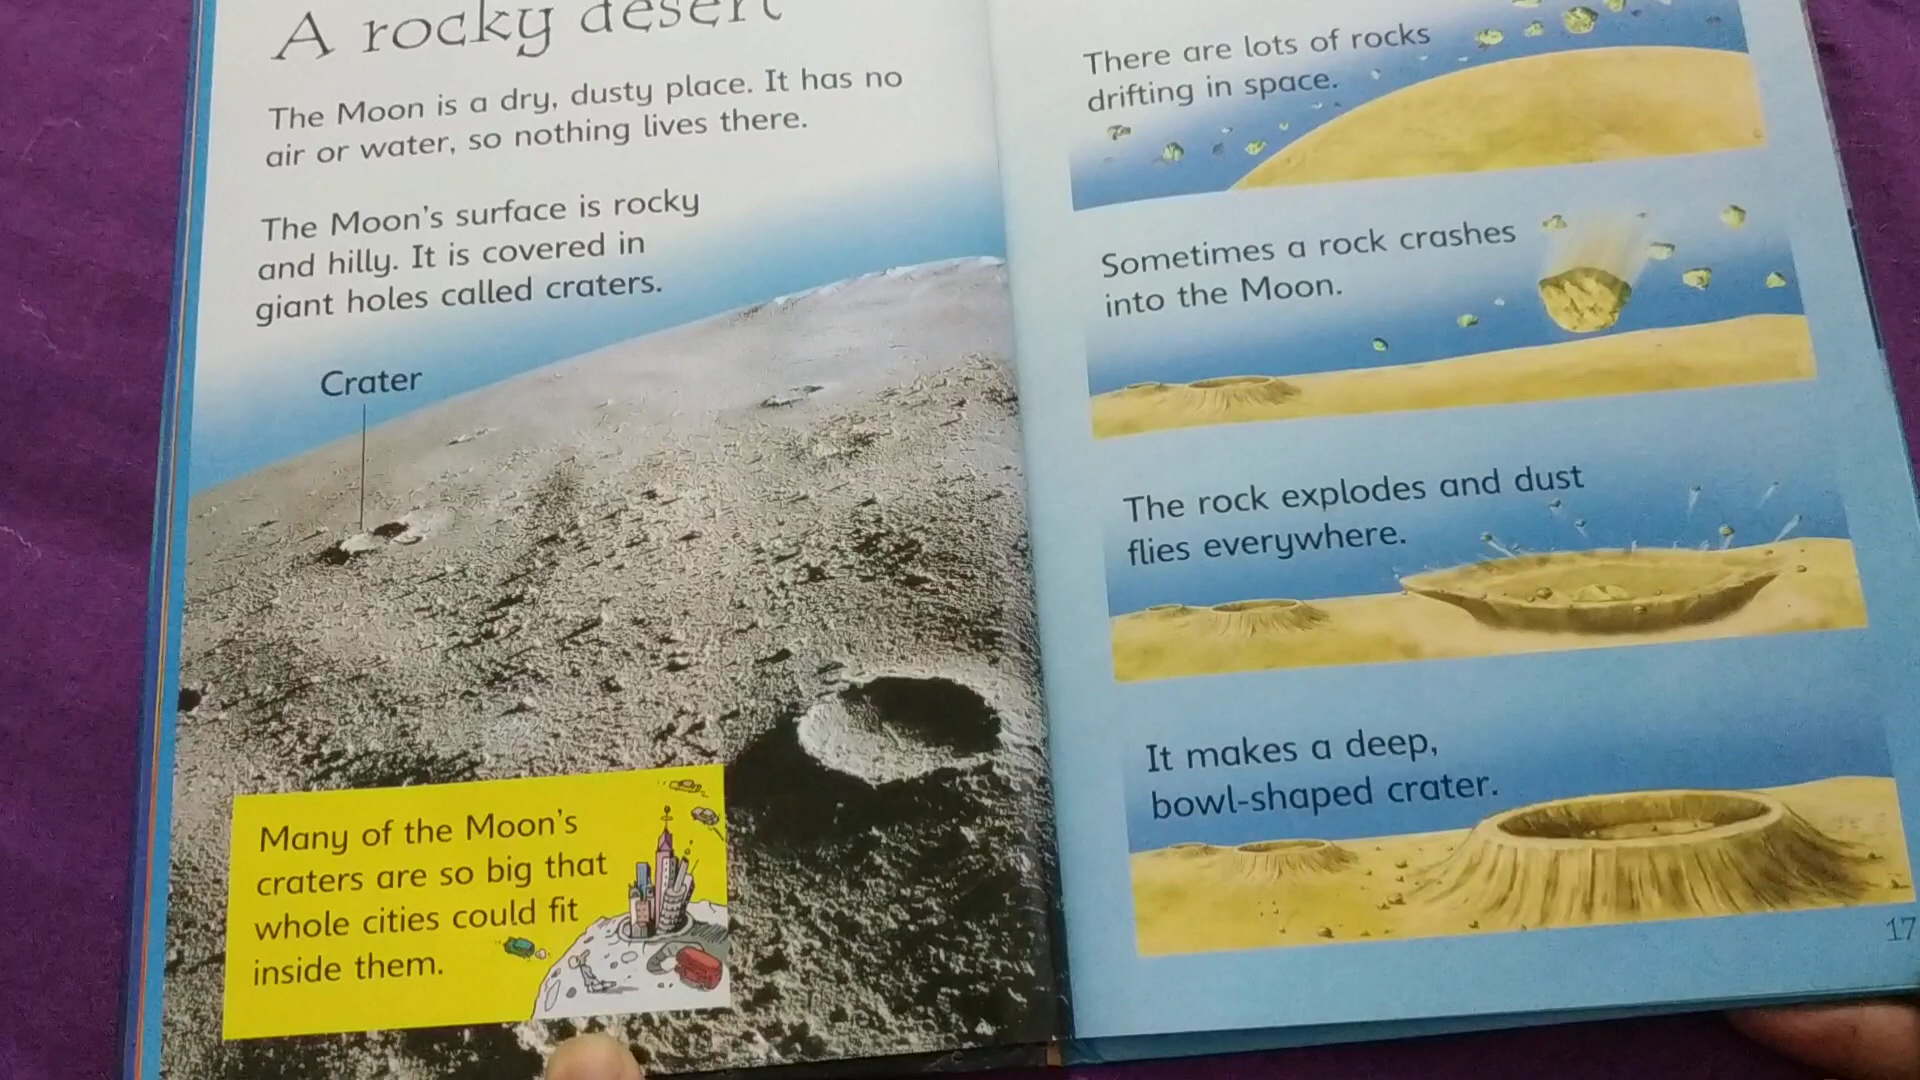 A rocky desert
The Moon is a dry, dusty place. It has no
air or water, so nothing lives there.
The Moon's surface is rocky
and hilly. It is covered in
giant holes called craters.
Crater
Many of the Moon's
craters are so big that
whole cities could fit
inside them.
There are lots of rocks
drifting in space.
Sometimes a rock crashes
into the Moon.
The rock explodes and dust
flies everywhere.
It makes a deep,
bowl-shaped crater.
17